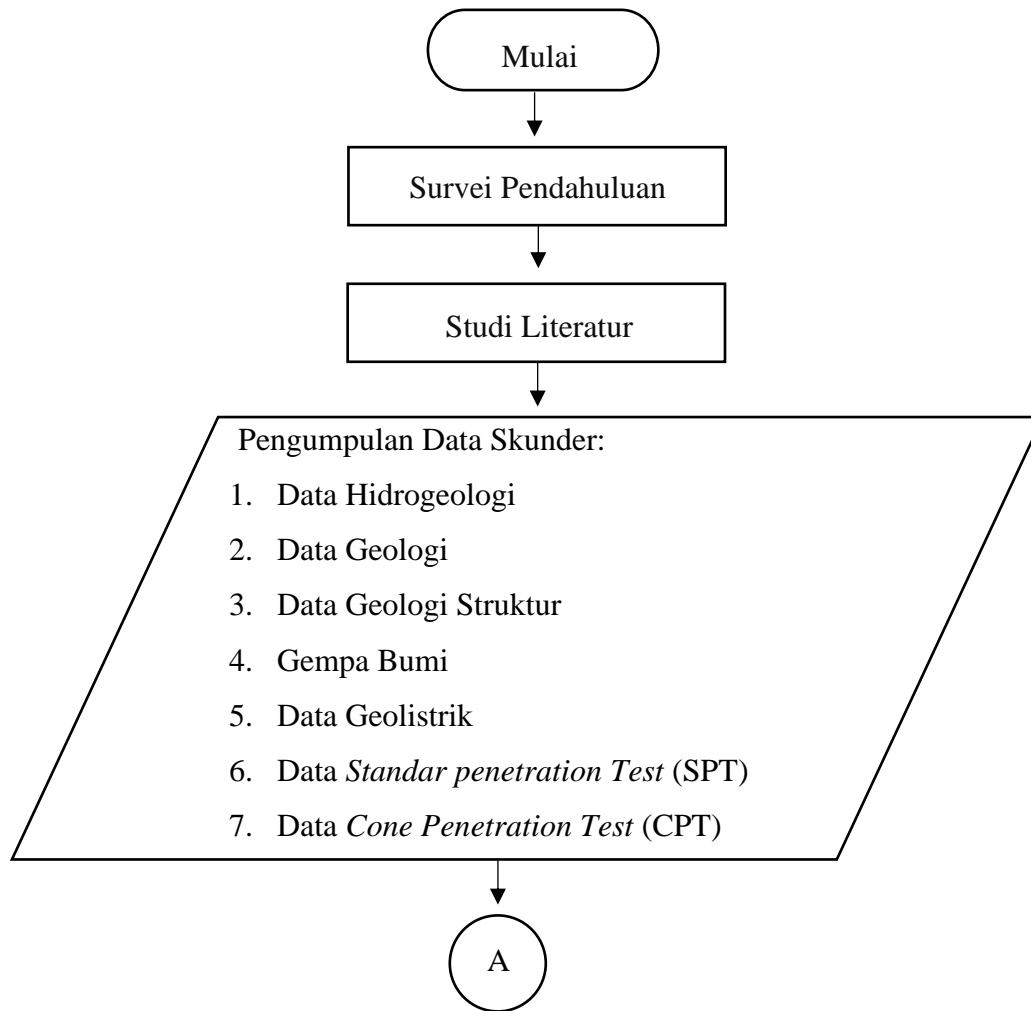 Mulai
Survei Pendahuluan
Studi Literatur
Pengumpulan Data Skunder:
1. Data Hidrogeologi
2. Data Geologi
3. Data Geologi Struktur
4. Gempa Bumi
5. Data Geolistrik
6. Data Standar penetration Test (SPT)
7. Data Cone Penetration Test (CPT)
A